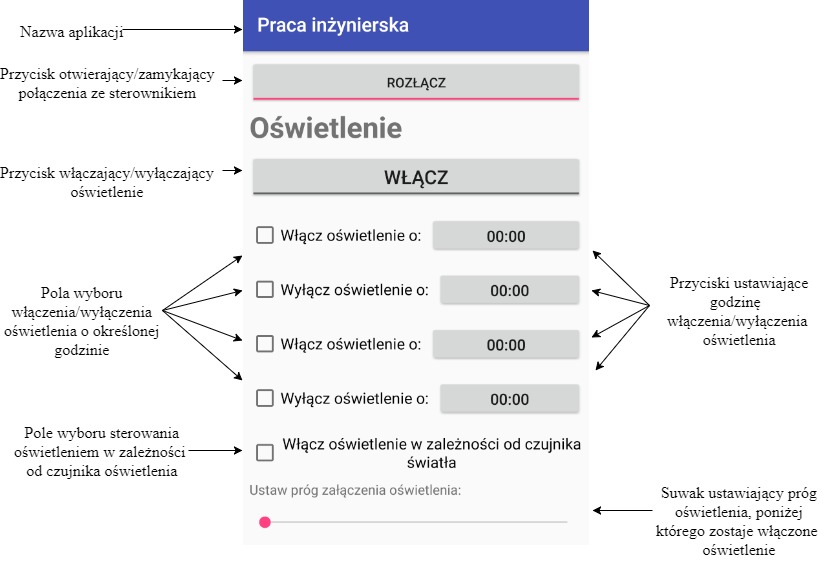 Nazwa aplikacji
Praca inżynierska
Przycisk otwierający/zamykający
połączenia ze sterownikiem
ROZŁĄCZ
Oświetlenie
Przycisk włączający/wyłączający
oświetlenie
WŁĄCZ
Włącz oświetlenie o:
00:00
Wyłącz oświetlenie o:
00:00
Włącz oświetlenie o:
00:00
Wyłącz oświetlenie o:
00:00
Pola wyboru
włączenia/wyłączenia
oświetlenia o określonej
godzinie
Przyciski ustawiające
godzinę
włączenia/wyłączenia
oświetlenia
Pole wyboru sterowania
oświetleniem w zależności
od czujnika oświetlenia
Włącz oświetlenie w zależności od czujnika
światła
Ustaw próg załączenia oświetlenia:
Suwak ustawiający próg
oświetlenia, poniżej
którego zostaje włączone
oświetlenie